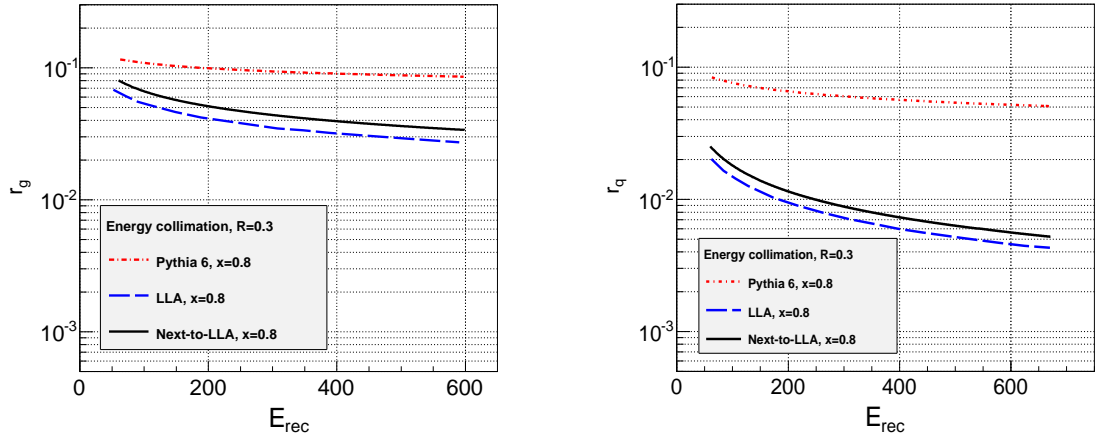 r_g
10^-1
10^-2
10^-3
Energy collimation, R=0.3
Pythia 6, x=0.8
LLA, x=0.8
Next-to-LLA, x=0.8
0 200 400 600
E_rec
r_q
10^-1
10^-2
10^-3
Energy collimation, R=0.3
Pythia 6, x=0.8
LLA, x=0.8
Next-to-LLA, x=0.8
0 200 400 600
E_rec